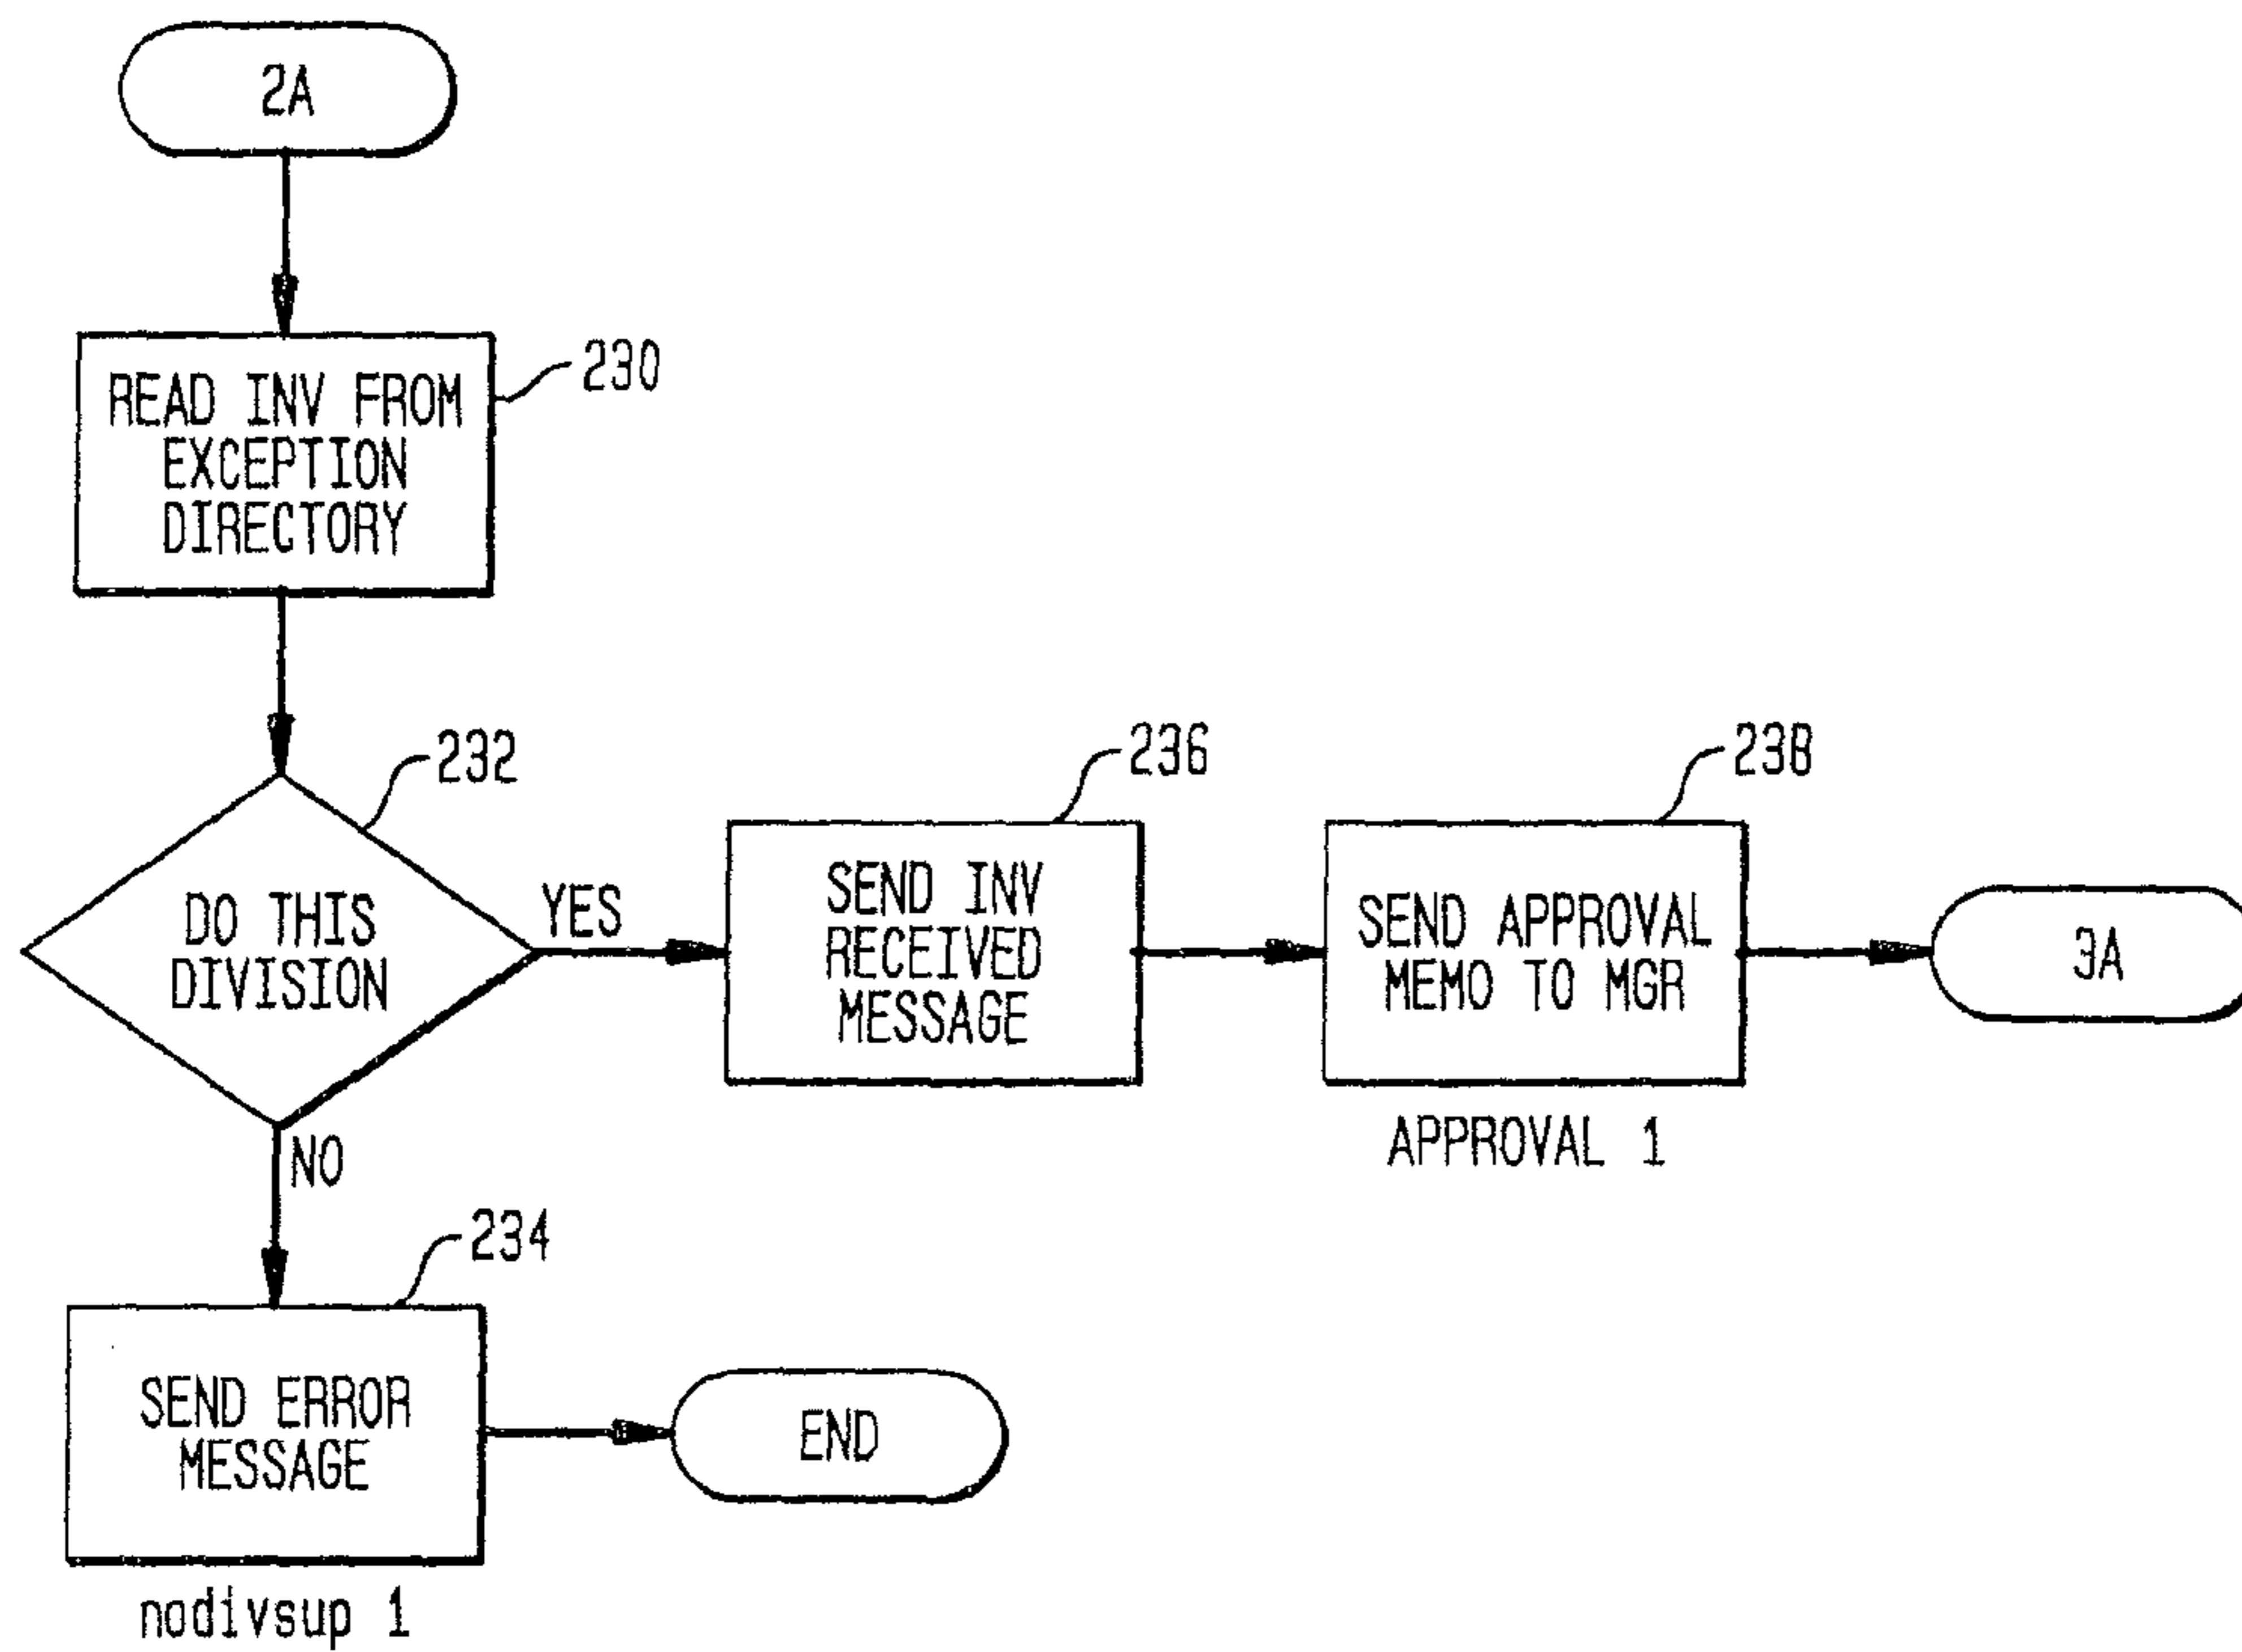 2A
READ INV FROM
EXCEPTION
DIRECTORY
230
232
DO THIS
DIVISION
YES
NO
236
SEND INV
RECEIVED
MESSAGE
238
SEND APPROVAL
MEMO TO MGR
APPROVAL 1
3A
234
SEND ERROR
MESSAGE
nodivsup 1
END